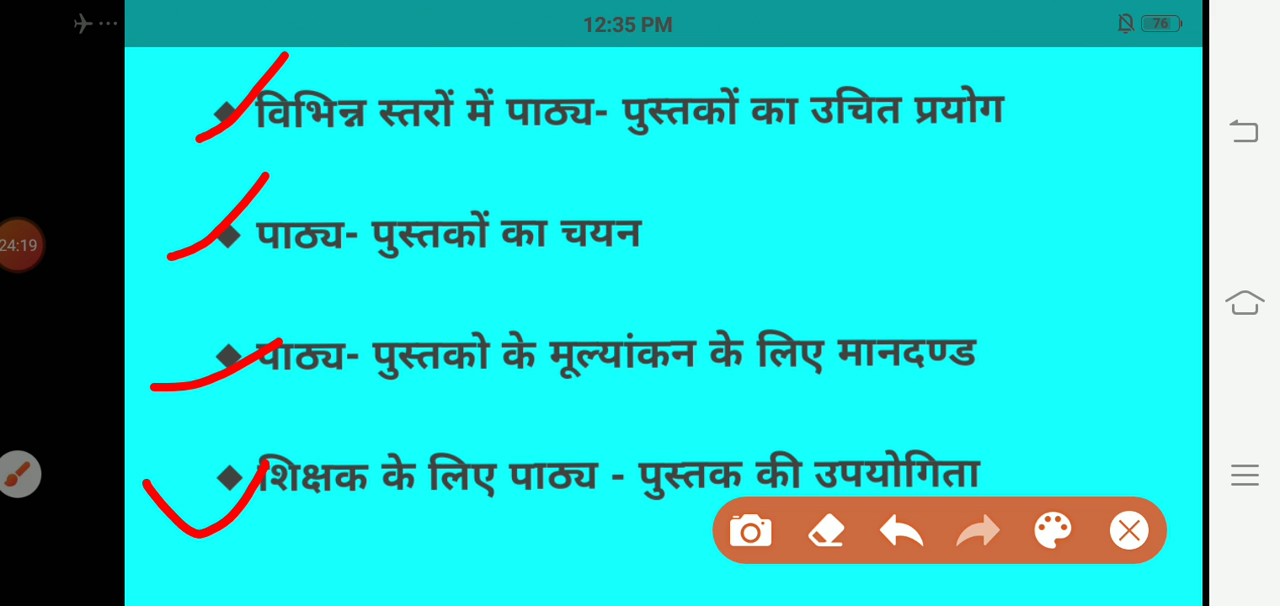 12:35 PM
76
विभिन्न स्तरों में पाठ्य- पुस्तकों का उचित प्रयोग
24:19
पाठ्य- पुस्तकों का चयन
पाठ्य- पुस्तको के मूल्यांकन के लिए मानदण्ड
शिक्षक के लिए पाठ्य - पुस्तक की उपयोगिता